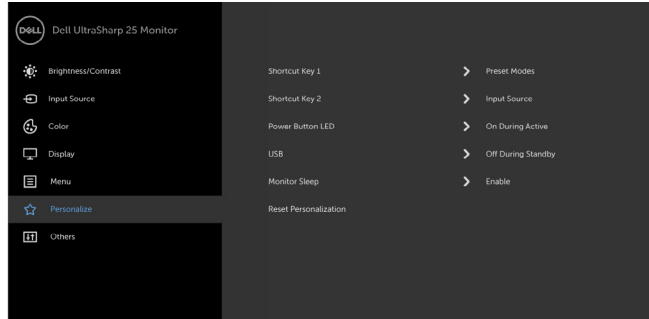 DELL
Dell UltraSharp 25 Monitor
Brightness/Contrast
Input Source
Color
Display
Menu
Personalize
Others
Shortcut Key 1 Preset Modes
Shortcut Key 2 Input Source
Power Button LED On During Active
USB Off During Standby
Monitor Sleep Enable
Reset Personalization